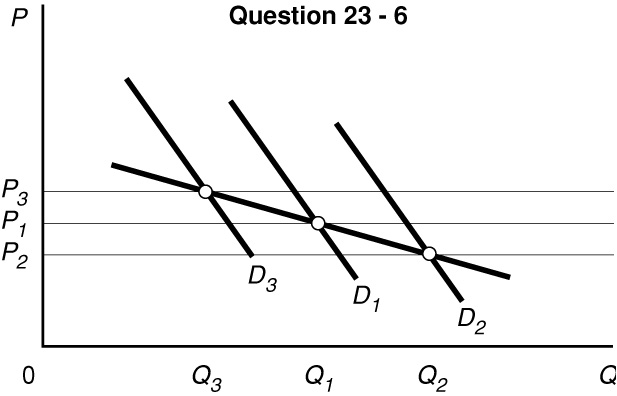 P
Question 23 - 6
P3
P1
P2
D3
D1
D2
0
Q3
Q1
Q2
Q